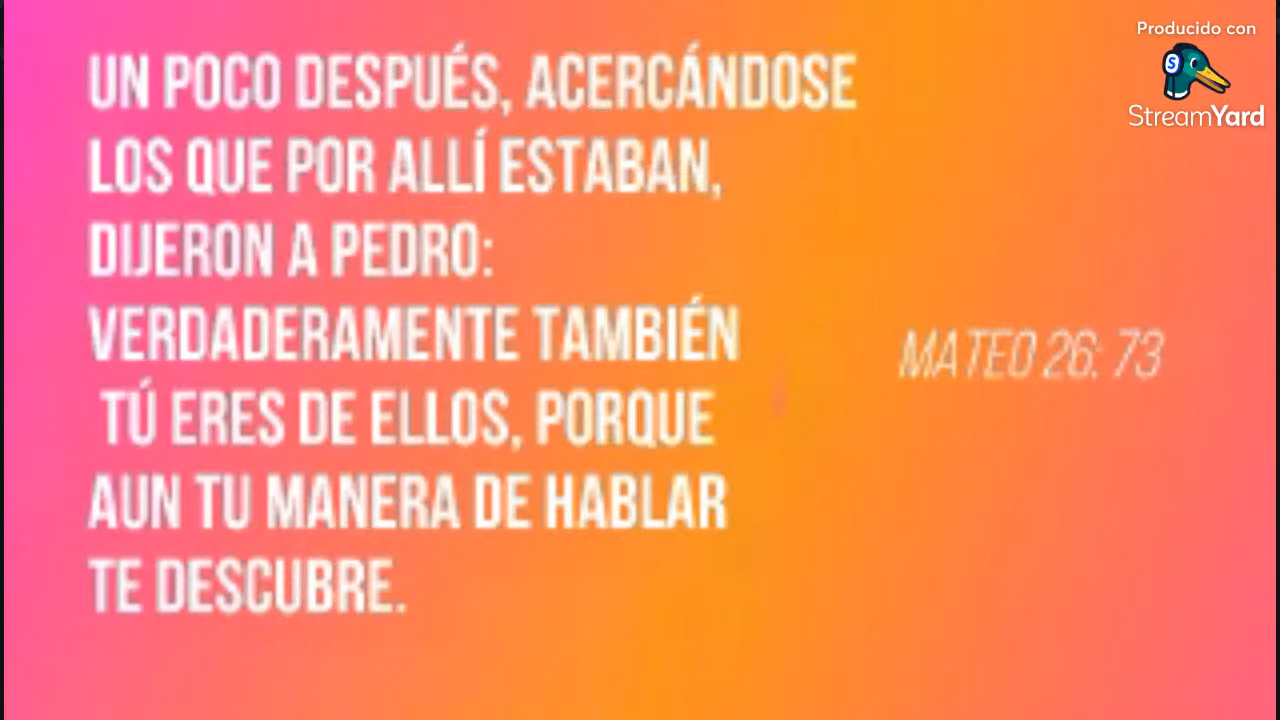 Producido con
StreamYard
UN POCO DESPUÉS, ACERCÁNDOSE
LOS QUE POR ALLÍ ESTABAN,
DIJERON A PEDRO:
VERDADERAMENTE TAMBIÉN
TÚ ERES DE ELLOS, PORQUE
AUN TU MANERA DE HABLAR
TE DESCUBRE.
MATEO 26: 73